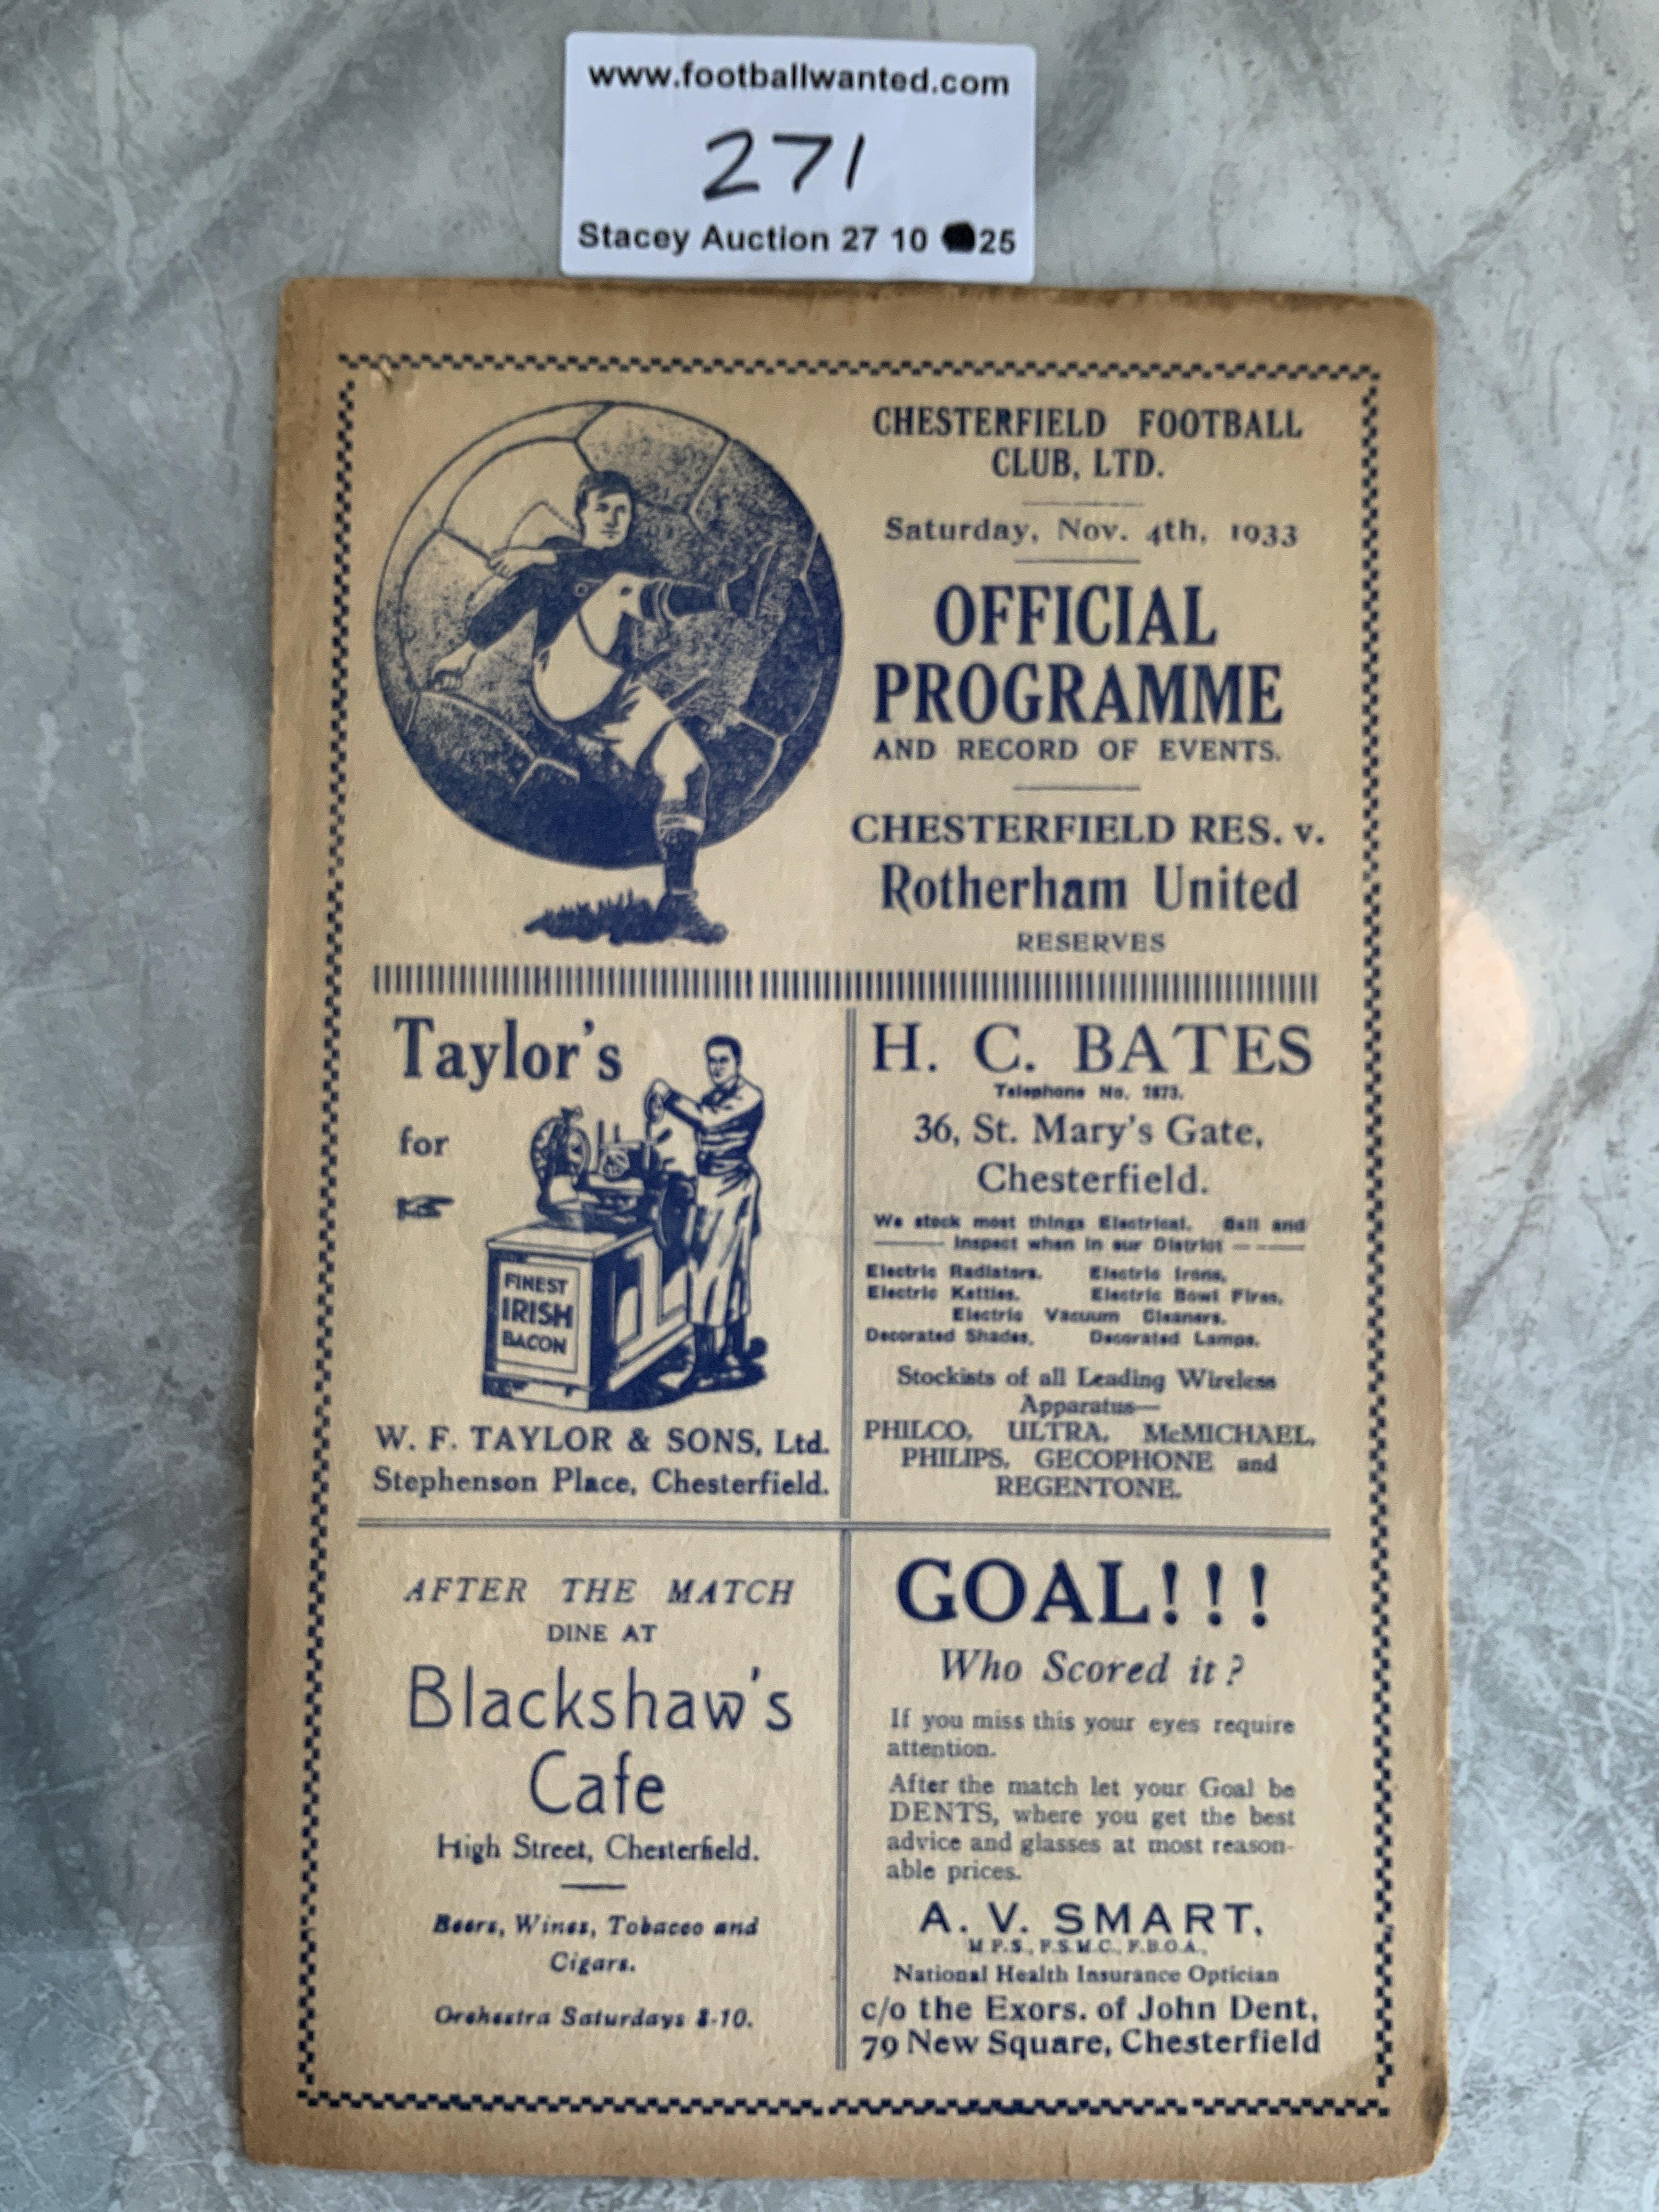 www.footballwanted.com
271
Stacey Auction 27 10 25
CHESTERFIELD FOOTBALL
CLUB, LTD.
Saturday, Nov. 4th, 1933
OFFICIAL
PROGRAMME
AND RECORD OF EVENTS.
CHESTERFIELD RES. v.
Rotherham United
RESERVES
Taylor's
for
FINEST
IRISH
BACON
W. F. TAYLOR & SONS, Ltd.
Stephenson Place, Chesterfield.
H. C. BATES
Telephone No. 2873.
36, St. Mary's Gate,
Chesterfield.
We stock most things Electrical. Call and
Inspect when in our District
Electric Radiators. Electric Irons,
Electric Kettles. Electric Bowl Fires,
Electric Vacuum Cleaners.
Decorated Shades, Decorated Lamps.
Stockists of all Leading Wireless
Apparatus—
PHILCO, ULTRA, McMICHAEL,
PHILIPS, GECOPHONE and
REGENTONE.
AFTER THE MATCH
DINE AT
Blackshaw's
Cafe
High Street, Chesterfield.
Beers, Wines, Tobacco and
Cigars.
Orchestra Saturdays
GOAL!!!
Who Scored it?
If you miss this your eyes require
attention.
After the match let your Goal be
DENTS, where you get the best
advice and glasses at most reason-
able prices.
A. V. SMART,
M.P.S., F.S.M.C., F.B.O.A.,
National Health Insurance Optician
c/o the Exors. of John Dent,
79 New Square, Chesterfield